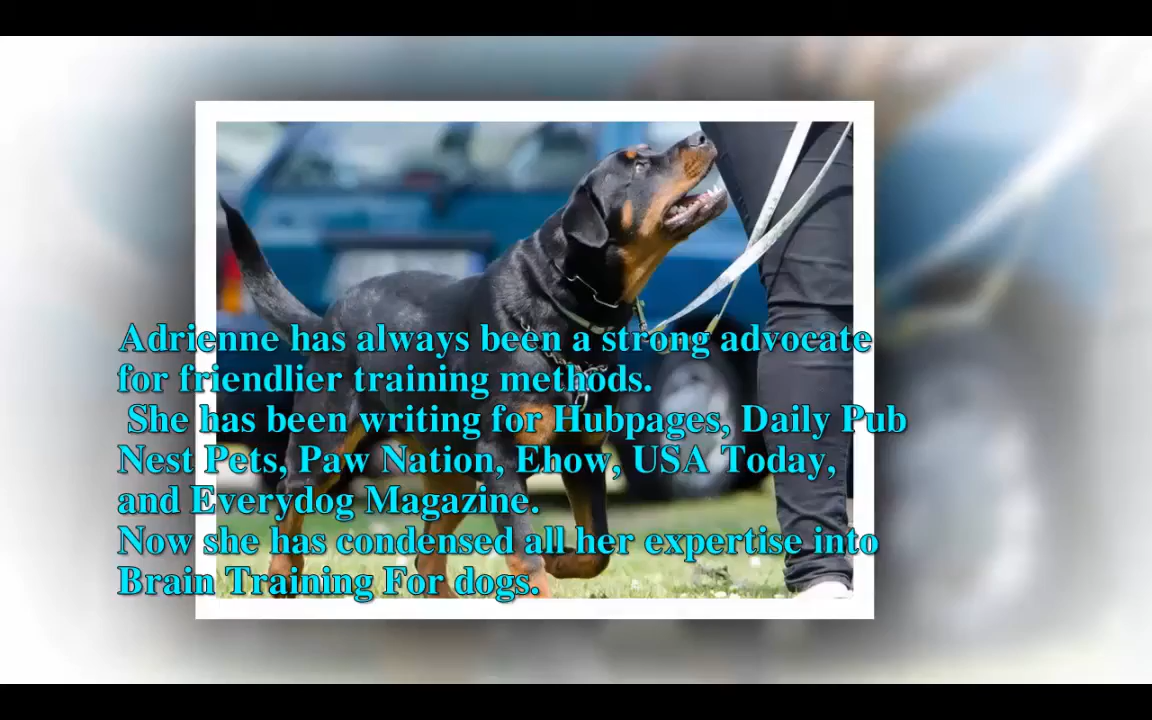 Adrienne has always been a strong advocate
for friendlier training methods.
She has been writing for Hubpages, Daily Pub
Nest Pets, Paw Nation, Ehow, USA Today,
and Everydog Magazine.
Now she has condensed all her expertise into
Brain Training For dogs.